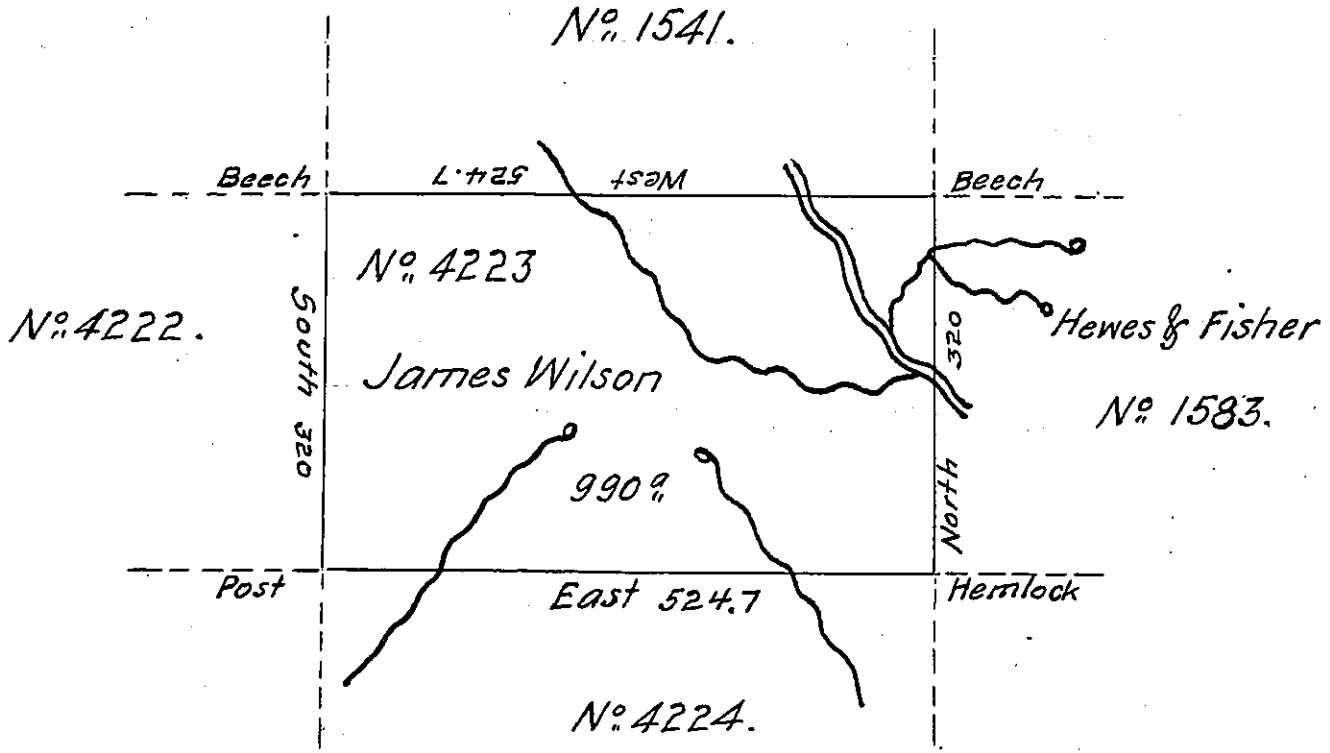 Nº 1541.
Beech
524.7
West
Beech
Nº 4223
Nº 4222.
South 320
320
Hewes & Fisher
James Wilson
Nº 1583.
990 a
North
Post
East 524.7
Hemlock
Nº 4224.